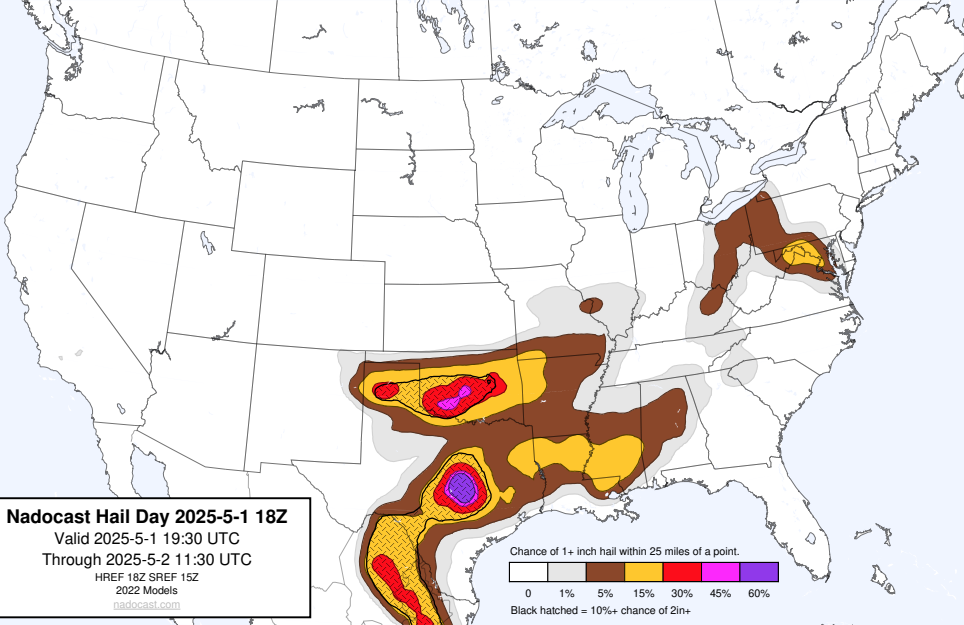 Nadocast Hail Day 2025-5-1 18Z
Valid 2025-5-1 19:30 UTC
Through 2025-5-2 11:30 UTC
HREF 18Z SREF 15Z
2022 Models
nadocast.com
Chance of 1+ inch hail within 25 miles of a point.
0 1% 5% 15% 30% 45% 60%
Black hatched = 10%+ chance of 2in+